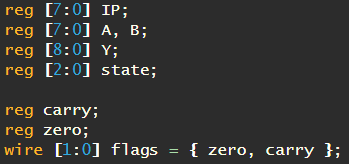 reg [7:0] IP;
reg [7:0] A, B;
reg [8:0] Y;
reg [2:0] state;
reg carry;
reg zero;
wire [1:0] flags = { zero, carry };